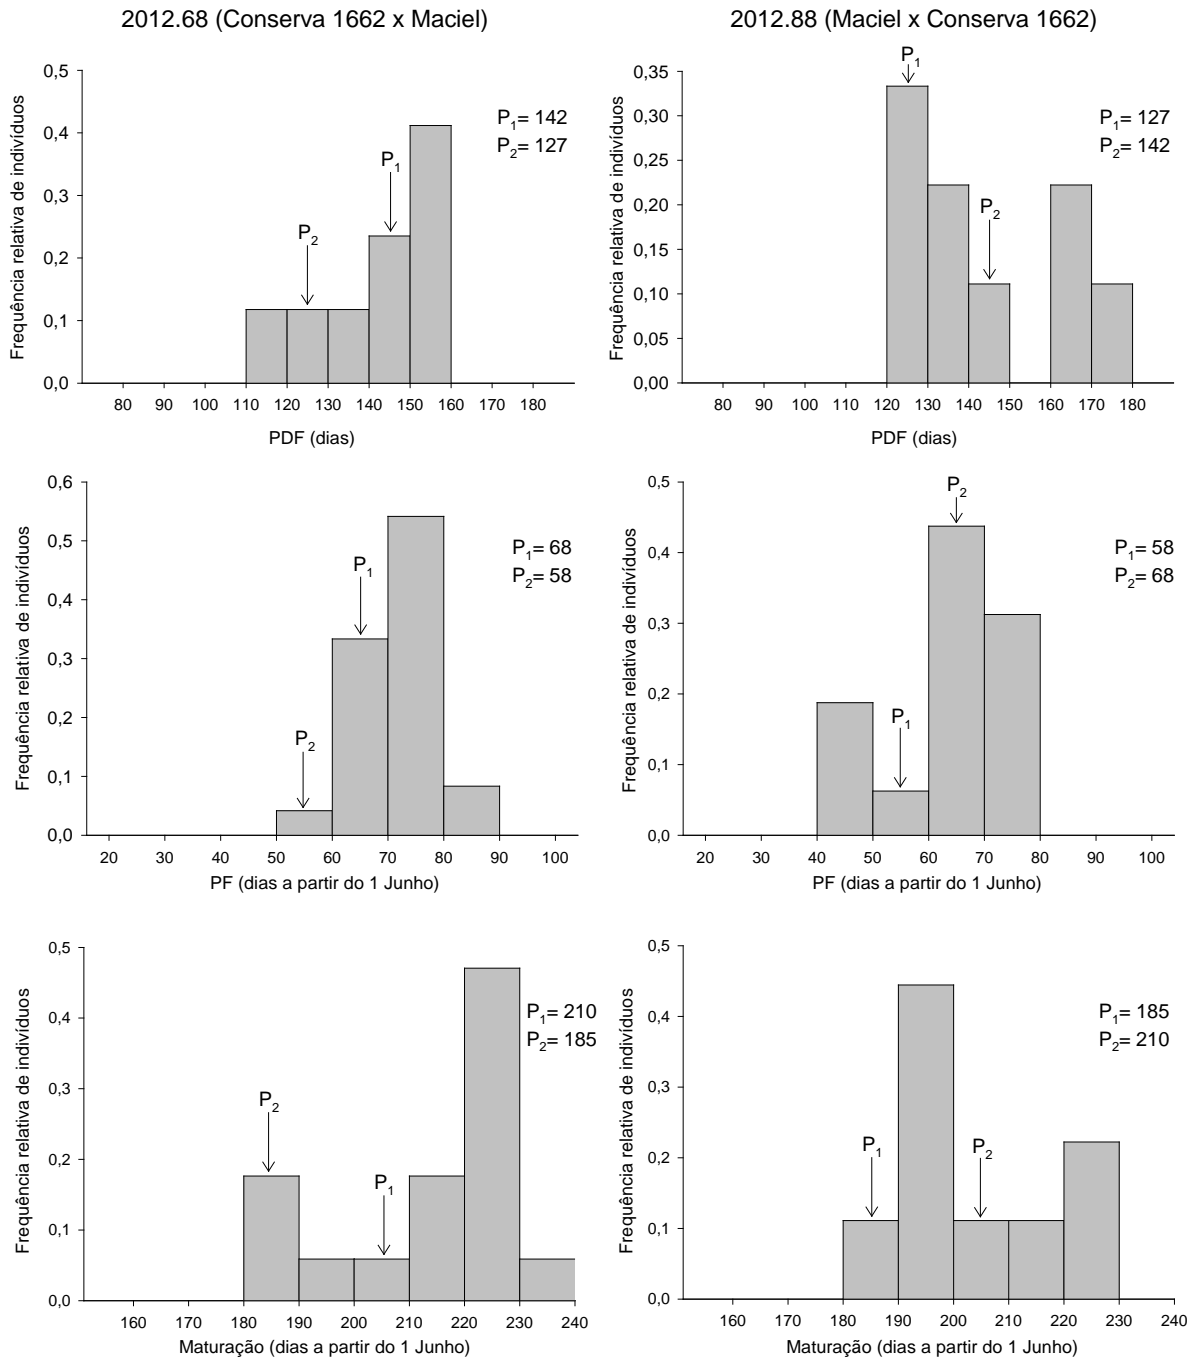 2012.68 (Conserva 1662 x Maciel)
2012.88 (Maciel x Conserva 1662)
Frequência relativa de indivíduos
0,5
0,4
0,3
0,2
0,1
0,0
P1
P2
P1= 142
P2= 127
80 90 100 110 120 130 140 150 160 170 180
PDF (dias)
Frequência relativa de indivíduos
0,35
0,30
0,25
0,20
0,15
0,10
0,05
0,00
P1
P2
P1= 127
P2= 142
80 90 100 110 120 130 140 150 160 170 180
PDF (dias)
Frequência relativa de indivíduos
0,6
0,5
0,4
0,3
0,2
0,1
0,0
P1
P2
P1= 68
P2= 58
20 30 40 50 60 70 80 90 100
PF (dias a partir do 1 Junho)
Frequência relativa de indivíduos
0,5
0,4
0,3
0,2
0,1
0,0
P2
P1
P1= 58
P2= 68
20 30 40 50 60 70 80 90 100
PF (dias a partir do 1 Junho)
Frequência relativa de indivíduos
0,5
0,4
0,3
0,2
0,1
0,0
P2
P1
P1= 210
P2= 185
160 170 180 190 200 210 220 230 240
Maturação (dias a partir do 1 Junho)
Frequência relativa de indivíduos
0,5
0,4
0,3
0,2
0,1
0,0
P1
P2
P1= 185
P2= 210
160 170 180 190 200 210 220 230 240
Maturação (dias a partir do 1 Junho)